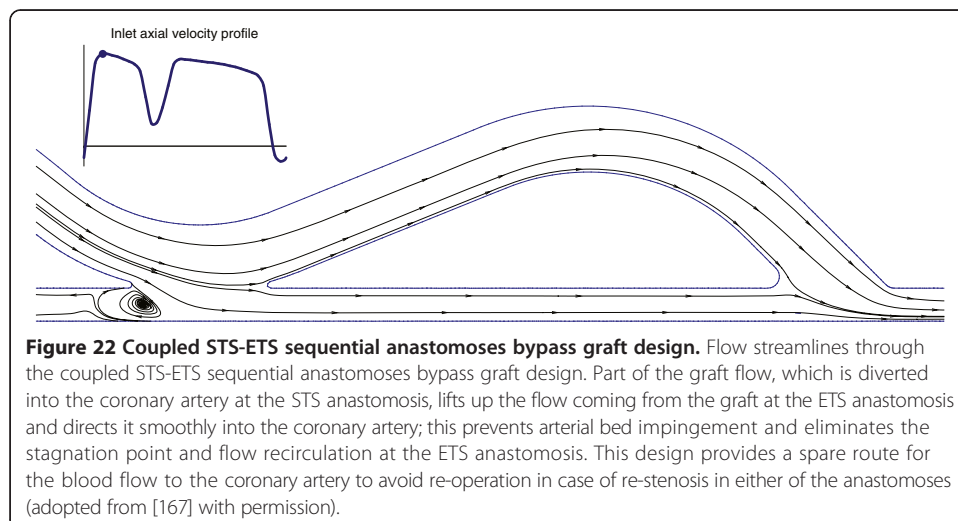 Inlet axial velocity profile
Figure 22 Coupled STS-ETS sequential anastomoses bypass graft design. Flow streamlines through
the coupled STS-ETS sequential anastomoses bypass graft design. Part of the graft flow, which is diverted
into the coronary artery at the STS anastomosis, lifts up the flow coming from the graft at the ETS anastomosis
and directs it smoothly into the coronary artery; this prevents arterial bed impingement and eliminates the
stagnation point and flow recirculation at the ETS anastomosis. This design provides a spare route for
the blood flow to the coronary artery to avoid re-operation in case of re-stenosis in either of the anastomoses
(adopted from [167] with permission).